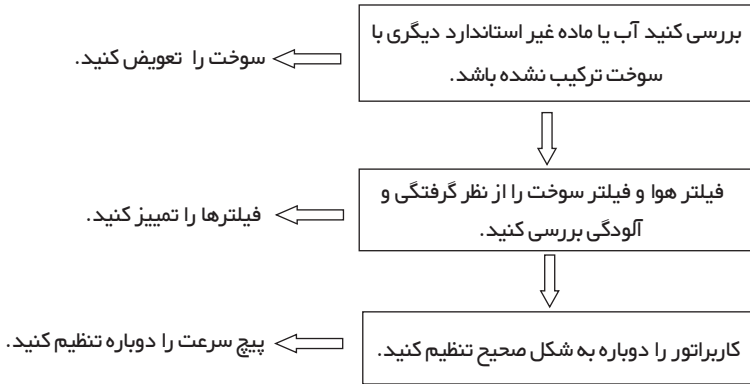 بررسی کنید آب یا ماده غیر استاندارد دیگری با
سوخت ترکیب نشده باشد.
سوخت را تعویض کنید.
فیلتر هوا و فیلتر سوخت را از نظر گرفتگی و
آلودگی بررسی کنید.
فیلترها را تمییز کنید.
کاربراتور را دوباره به شکل صحیح تنظیم کنید.
پیچ سرعت را دوباره تنظیم کنید.